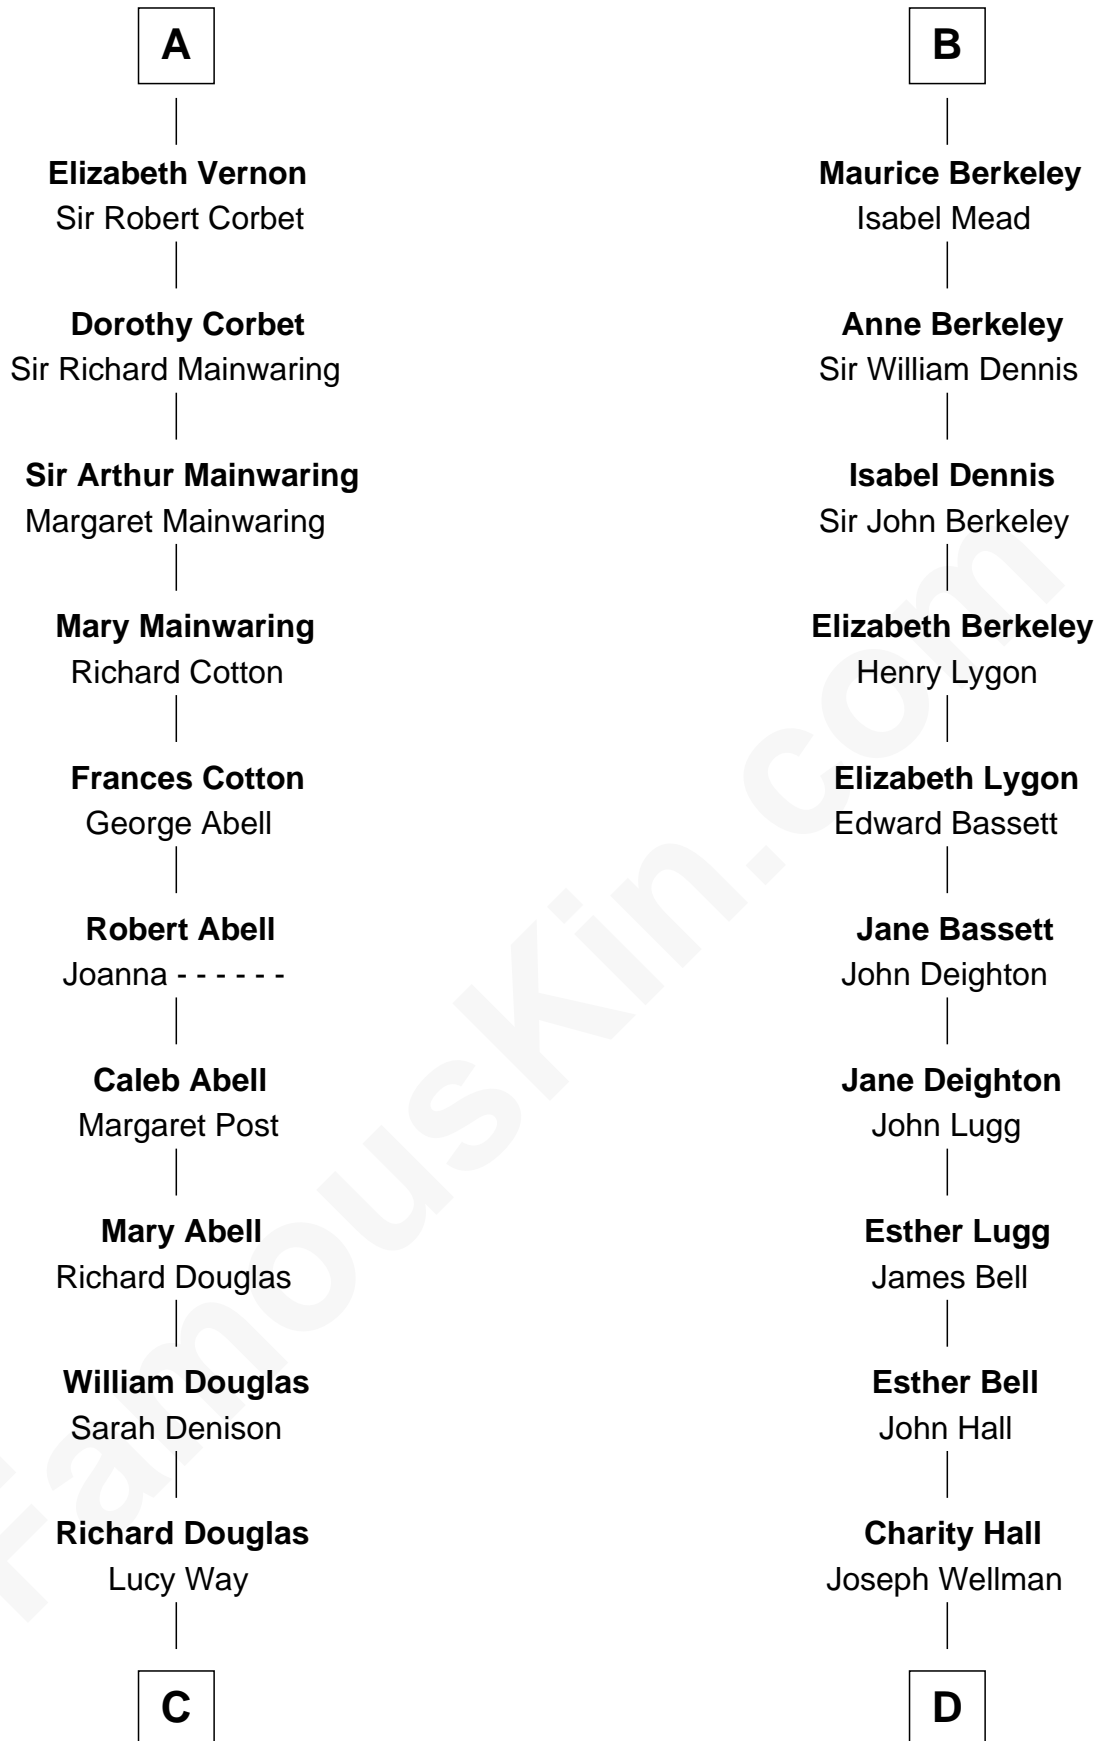 A
Elizabeth Vernon
Sir Robert Corbet
Dorothy Corbet
Sir Richard Mainwaring
Sir Arthur Mainwaring
Margaret Mainwaring
Mary Mainwaring
Richard Cotton
Frances Cotton
George Abell
Robert Abell
Joanna - - - - - -
Caleb Abell
Margaret Post
Mary Abell
Richard Douglas
William Douglas
Sarah Denison
Richard Douglas
Lucy Way
C
B
Maurice Berkeley
Isabel Mead
Anne Berkeley
Sir William Dennis
Isabel Dennis
Sir John Berkeley
Elizabeth Berkeley
Henry Lygon
Elizabeth Lygon
Edward Bassett
Jane Bassett
John Deighton
Jane Deighton
John Lugg
Esther Lugg
James Bell
Esther Bell
John Hall
Charity Hall
Joseph Wellman
D
FamousKin.com